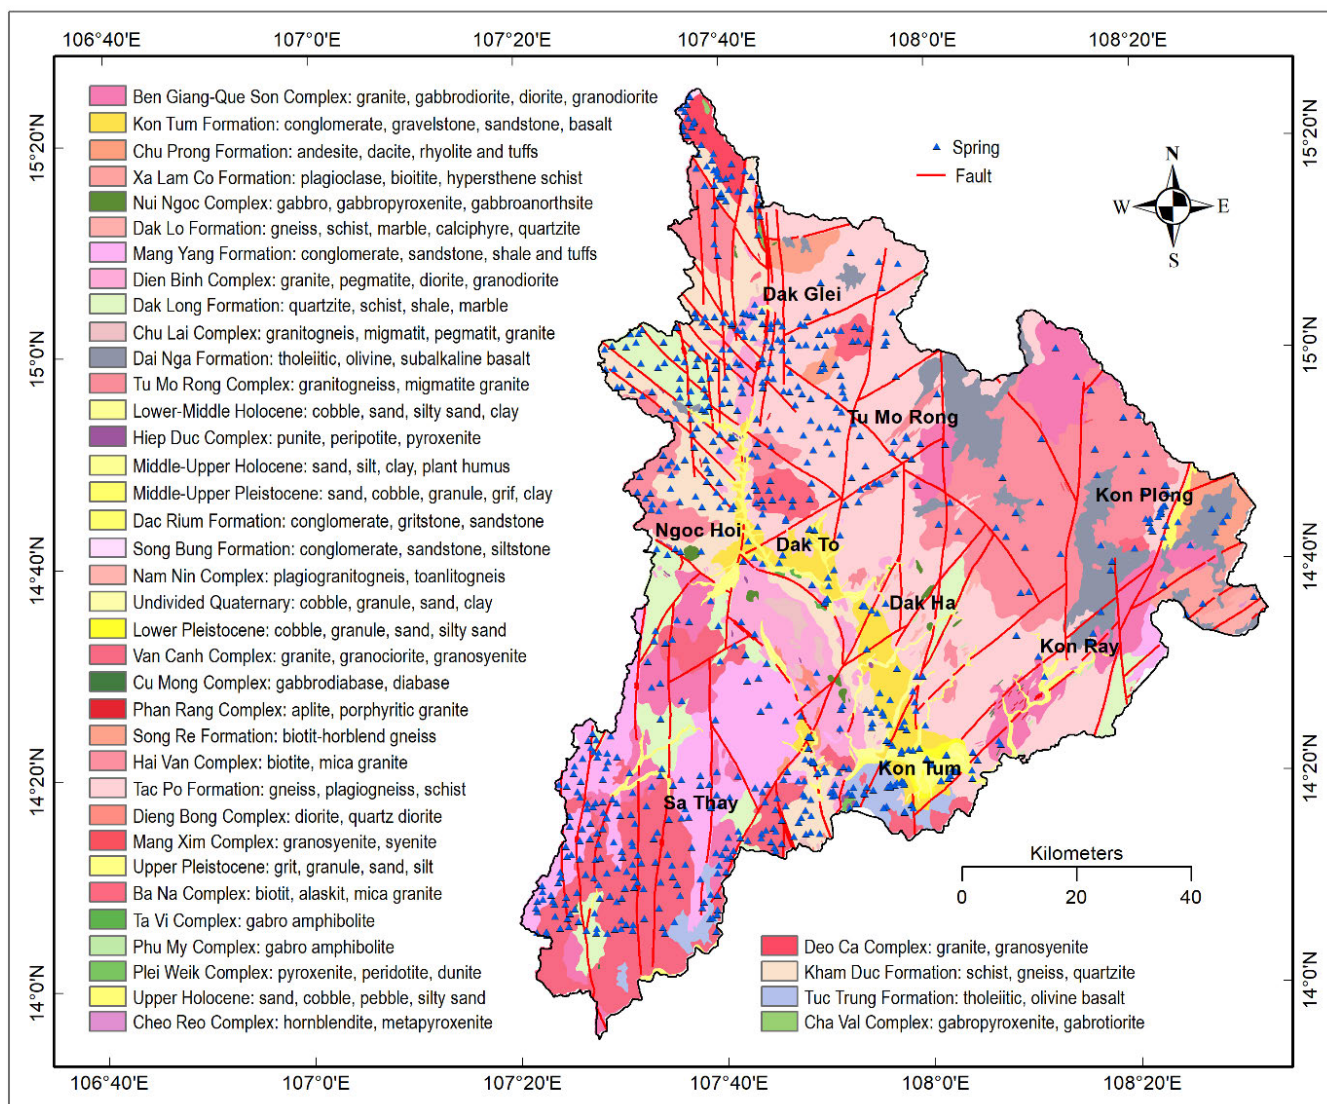 106°40'E 107°0'E 107°20'E 107°40'E 108°0'E 108°20'E
15°20'N
15°0'N
14°40'N
14°20'N
14°0'N
Ben Giang-Que Son Complex: granite, gabbrodiorite, diorite, granodiorite
Kon Tum Formation: conglomerate, gravelstone, sandstone, basalt
Chu Prong Formation: andesite, dacite, rhyolite and tuffs
Xa Lam Co Formation: plagioclase, bioitite, hypersthene schist
Nui Ngoc Complex: gabbro, gabbropyroxenite, gabbroanorthsite
Dak Lo Formation: gneiss, schist, marble, calciphyre, quartzite
Mang Yang Formation: conglomerate, sandstone, shale and tuffs
Dien Binh Complex: granite, pegmatite, diorite, granodiorite
Dak Long Formation: quartzite, schist, shale, marble
Chu Lai Complex: granitogneis, migmatit, pegmatit, granite
Dai Nga Formation: tholeiitic, olivine, subalkaline basalt
Tu Mo Rong Complex: granitogneiss, migmatite granite
Lower-Middle Holocene: cobble, sand, silty sand, clay
Hiep Duc Complex: punite, peripotite, pyroxenite
Middle-Upper Holocene: sand, silt, clay, plant humus
Middle-Upper Pleistocene: sand, cobble, granule, grif, clay
Dac Rium Formation: conglomerate, gritstone, sandstone
Song Bung Formation: conglomerate, sandstone, siltstone
Nam Nin Complex: plagiogranitogneis, toanlitogneis
Undivided Quaternary: cobble, granule, sand, clay
Lower Pleistocene: cobble, granule, sand, silty sand
Van Canh Complex: granite, granodiorite, granosyenite
Cu Mong Complex: gabbrodiabase, diabase
Phan Rang Complex: aplite, porphyritic granite
Song Re Formation: biotit-horblend gneiss
Hai Van Complex: biotite, mica granite
Tac Po Formation: gneiss, plagiogneiss, schist
Dieng Bong Complex: diorite, quartz diorite
Mang Xim Complex: granosyenite, syenite
Upper Pleistocene: grit, granule, sand, silt
Ba Na Complex: biotit, alaskit, mica granite
Ta Vi Complex: gabro amphibolite
Phu My Complex: gabro amphibolite
Plei Weik Complex: pyroxenite, peridotite, dunite
Upper Holocene: sand, cobble, pebble, silty sand
Cheo Reo Complex: hornblendite, metapyroxenite
Spring
Fault
N
W E
S
Dak Glei
Tu Mo Rong
Kon Plong
Ngoc Hoi
Dak To
Dak Ha
Kon Ray
Kon Tum
Sa Thay
Kilometers
0 20 40
Deo Ca Complex: granite, granosyenite
Kham Duc Formation: schist, gneiss, quartzite
Tuc Trung Formation: tholeiitic, olivine basalt
Cha Val Complex: gabropyroxenite, gabrotiorite
15°20'N
15°0'N
14°40'N
14°20'N
14°0'N
106°40'E 107°0'E 107°20'E 107°40'E 108°0'E 108°20'E